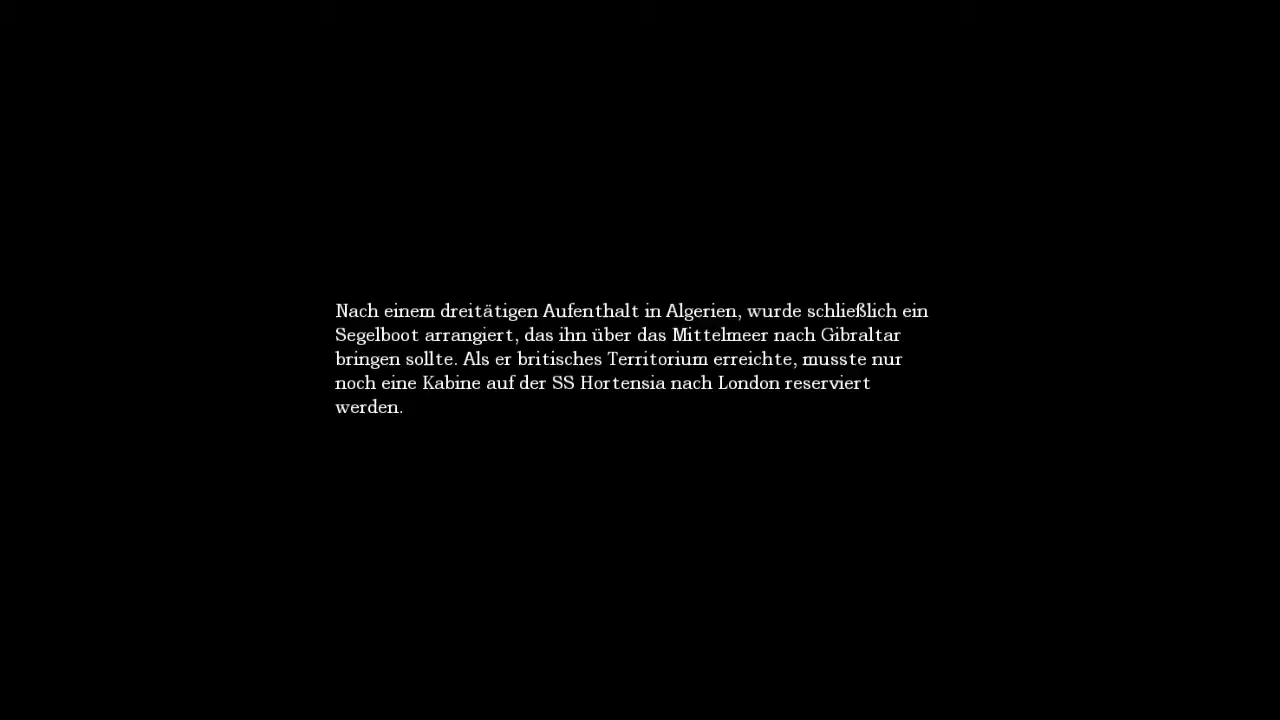 Nach einem dreitätigen Aufenthalt in Algerien, wurde schließlich ein
Segelboot arrangiert, das ihn über das Mittelmeer nach Gibraltar
bringen sollte. Als er britisches Territorium erreichte, musste nur
noch eine Kabine auf der SS Hortensia nach London reserviert
werden.